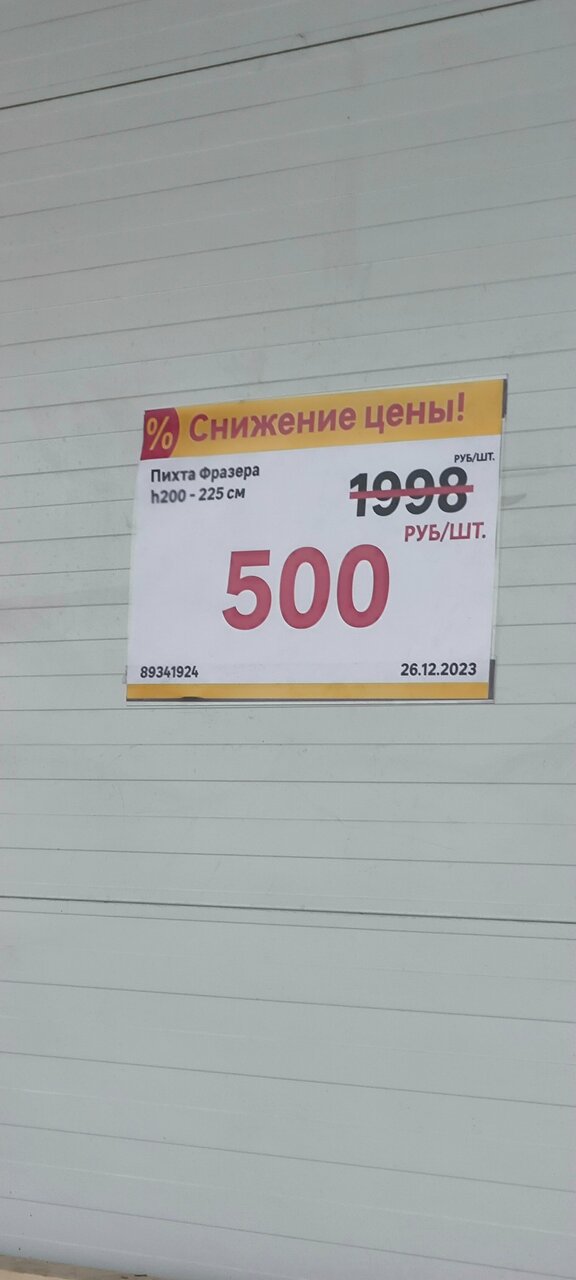 % Снижение цены!
Пихта Фразера
h200 - 225 см
РУБ/ШТ.
1998
РУБ/ШТ.
500
89341924
26.12.2023